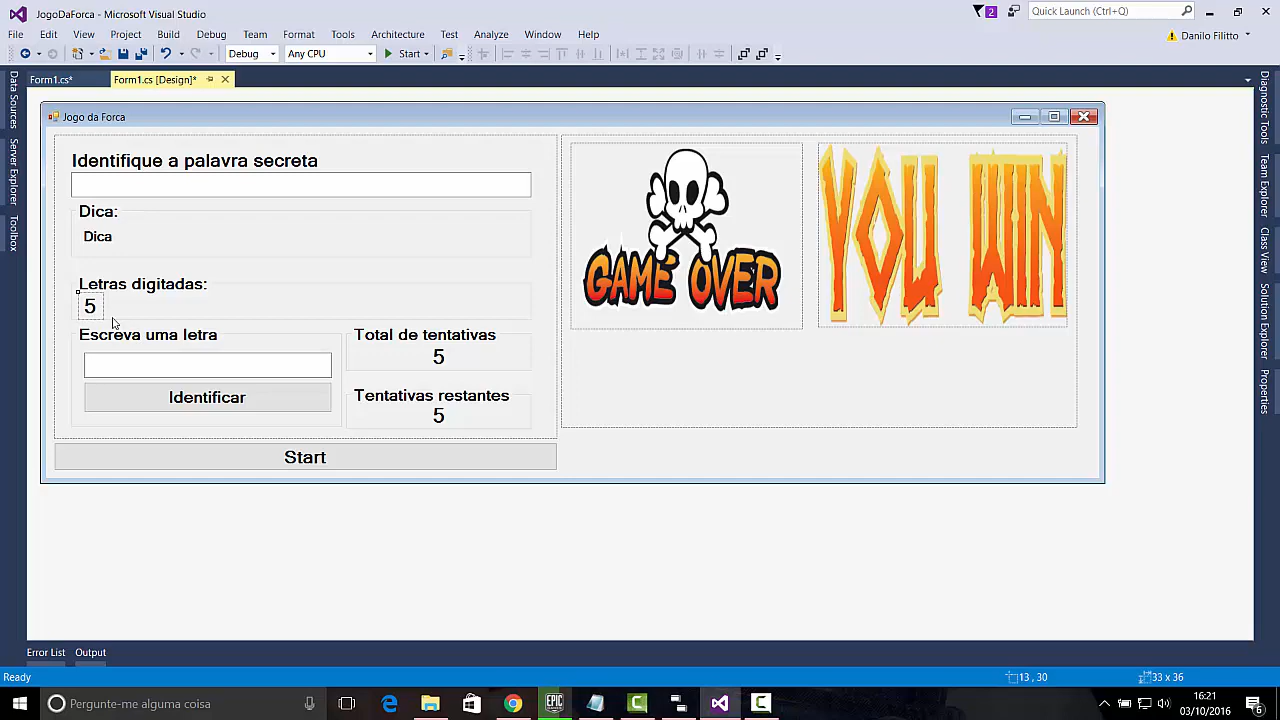 JogoDaForca - Microsoft Visual Studio
2
Quick Launch (Ctrl+Q)
File Edit View Project Build Debug Team Format Tools Architecture Test Analyze Window Help
Danilo Filitto
Debug Any CPU Start
Form1.cs* Form1.cs [Design]*
Data Sources
Server Explorer
Toolbox
Jogo da Forca
Identifique a palavra secreta
Dica:
Dica
Letras digitadas:
5
Escreva uma letra
Identificar
Total de tentativas
5
Tentativas restantes
5
Start
GAME OVER
YOU WIN
Diagnostic Tools
Team Explorer
Class View
Solution Explorer
Properties
Error List Output
Ready
13 , 30
33 x 36
Pergunte-me alguma coisa
EPIC
16:21
03/10/2016
6